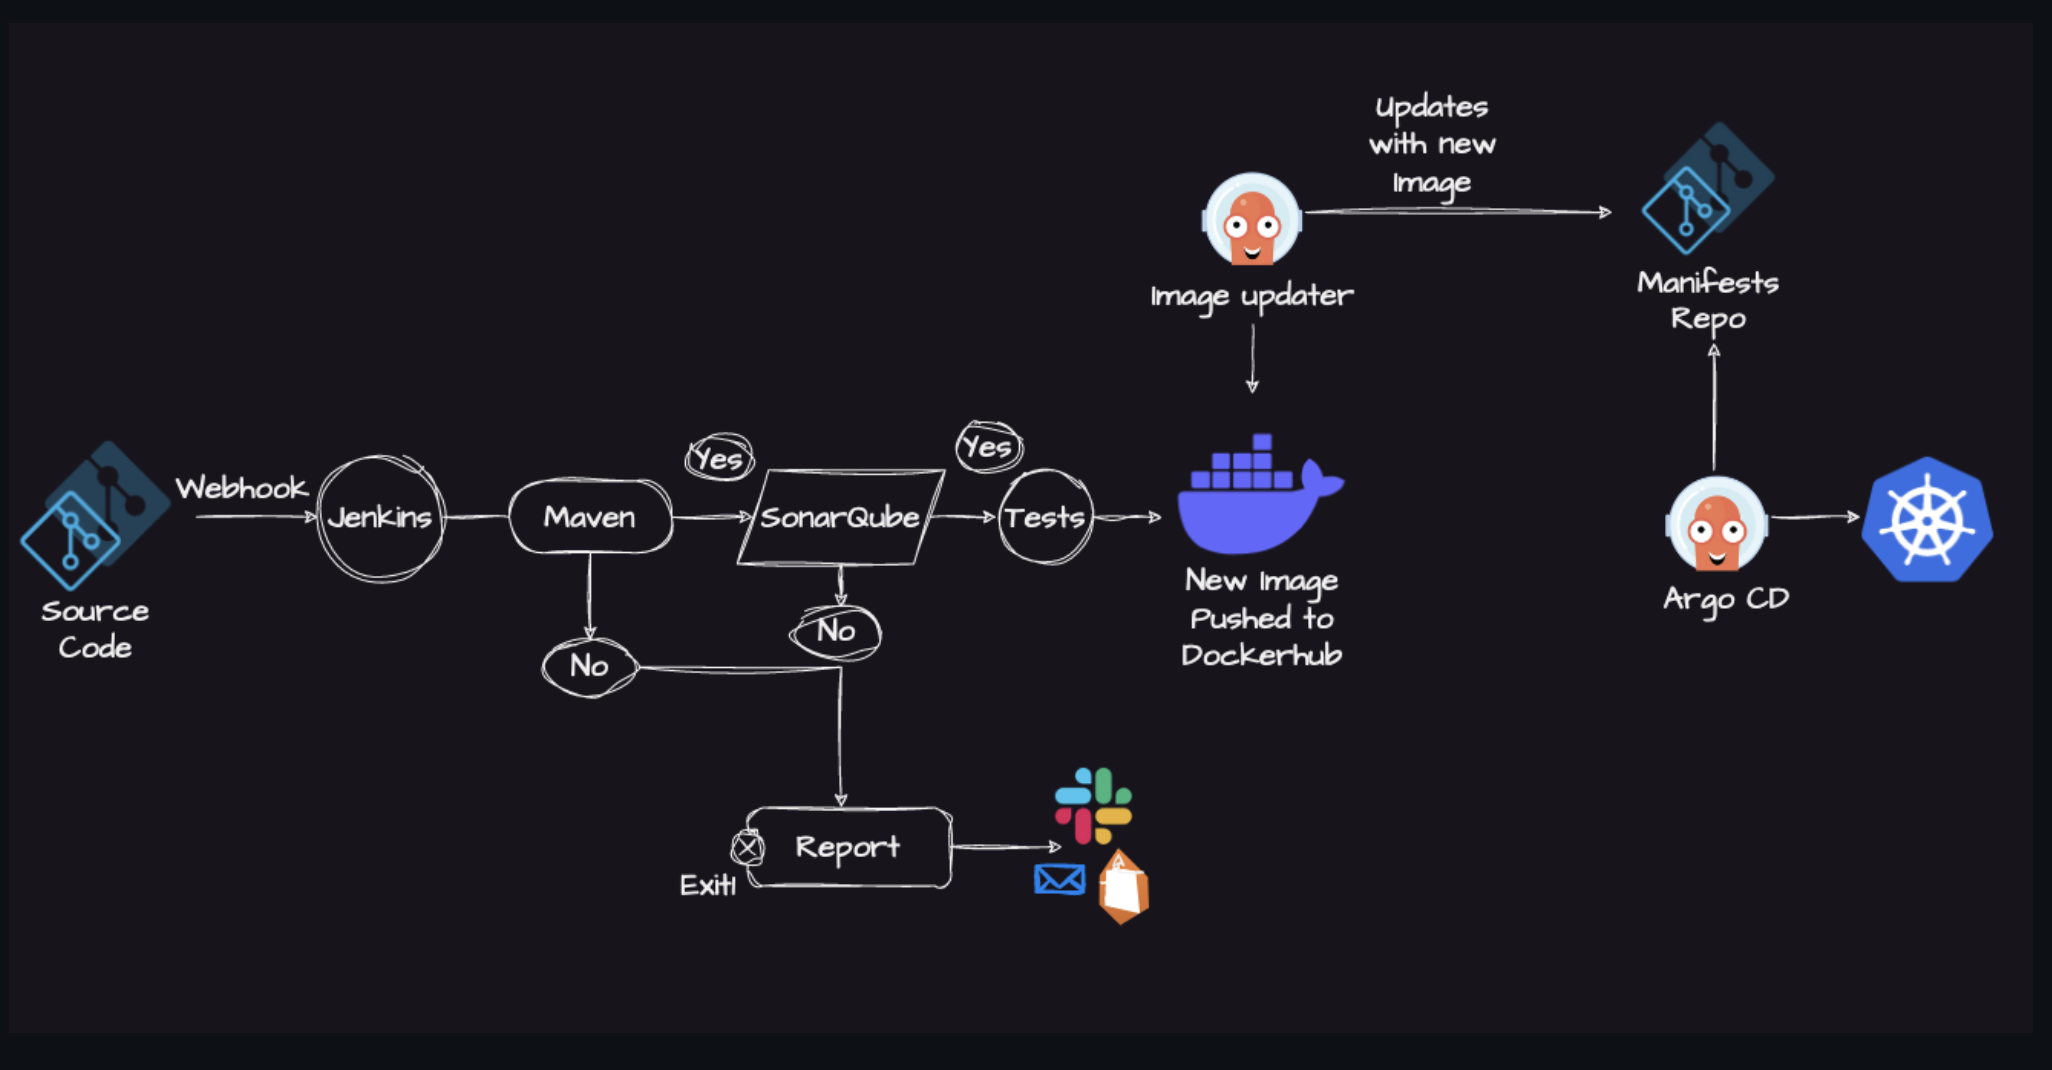 Updates
with new
Image
Image updater
Manifests
Repo
Webhook
Source
Code
Jenkins
Maven
Yes
SonarQube
Yes
Tests
No
No
New Image
Pushed to
Dockerhub
Argo CD
Report
Exit!